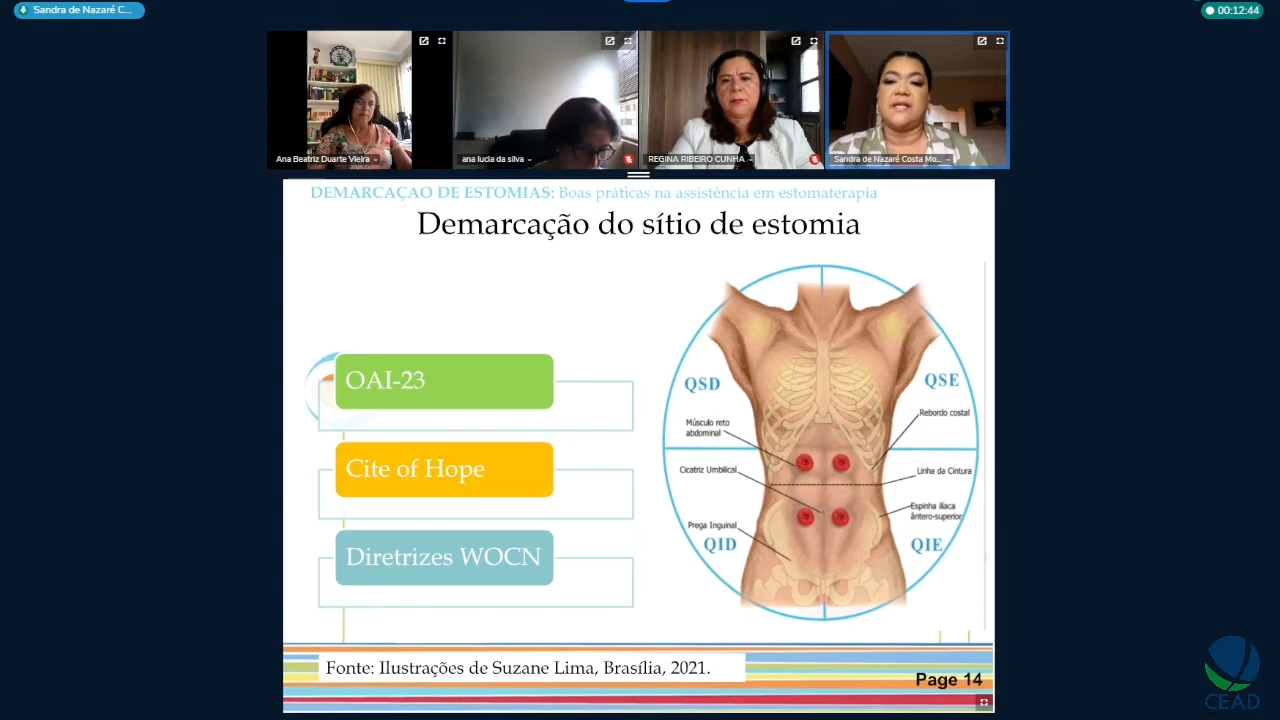 Sandra de Nazaré C...
00:12:44
Ana Beatriz Duarte Vieira
ana lucia da silva
REGINA RIBEIRO CUNHA
Sandra de Nazaré Costa Mo...
DEMARCAÇAO DE ESTOMIAS: Boas práticas na assistência em estomaterapia
Demarcação do sítio de estomia
OAI-23
Cite of Hope
Diretrizes WOCN
QSD
QSE
Músculo reto
abdominal
Rebordo costal
Cicatriz Umbilical
Linha da Cintura
Espinha ilíaca
ântero-superior
Prega Inguinal
QID
QIE
Fonte: Ilustrações de Suzane Lima, Brasília, 2021.
Page 14
CEAD